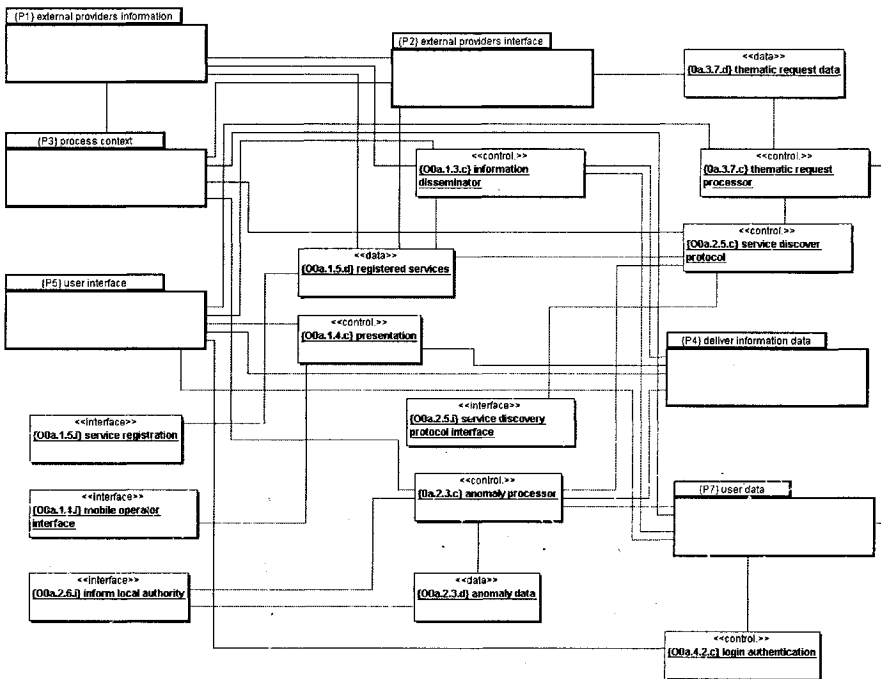 {P1} external providers information
{P2} external providers interface
<<data>>
{0a.3.7.d} thematic request data
{P3} process context
<<control.>>
{O0a.1.3.c} information
disseminator
<<control.>>
{0a.3.7.c} thematic request
processor
<<control.>>
{O0a.2.5.c} service discover
protocol
<<data>>
{O0a.1.5.d} registered services
{P5} user interface
<<control.>>
{O0a.1.4.c} presentation
{P4} deliver information data
<<interface>>
{O0a.1.5.i} service registration
<<interface>>
{O0a.2.5.i} service discovery
protocol interface
<<control.>>
{0a.2.3.c} anomaly processor
{P7} user data
<<interface>>
{O0a.1.4.i} mobile operator
interface
<<interface>>
{O0a.2.6.i} inform local authority
<<data>>
{O0a.2.3.d} anomaly data
<<control.>>
{O0a.4.2.c} login authentication